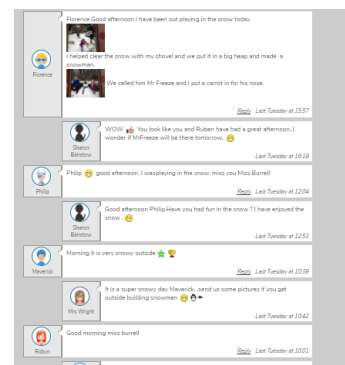 Florence Good afternoon I have been out playing in the snow today.
I helped clear the snow with my shovel and we put it in a big heap and made a
snowmen.
We called him Mr Freeze and I put a carrot in for his nose.
Florence
Reply Last Tuesday at 15:57
WOW You look like you and Ruben have had a great afternoon..I
wonder if MrFreeze will be there tomorrow..
Sharon
Bairstow
Last Tuesday at 16:18
Philip good afternoon. I wasplaying in the snow. miss you Miss Burrell
Philip
Reply Last Tuesday at 12:04
Good afternoon Philip.Have you had fun in the snow ? I have enjoyed the
snow .
Sharon
Bairstow
Last Tuesday at 12:53
Morning it is very snowy outside
Maverick
Reply Last Tuesday at 10:38
It is a super snowy day Maverick...send us some pictures if you get
outside building snowmen
Mrs Wright
Last Tuesday at 10:42
Good morning miss burrell
Robyn
Reply Last Tuesday at 10:01